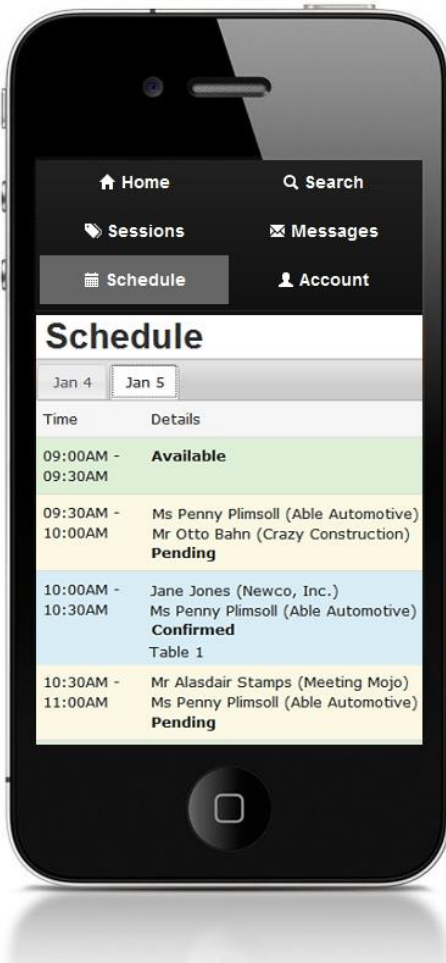 Home Search
Sessions Messages
Schedule Account
Schedule
Jan 4 Jan 5
Time Details
09:00AM - Available
09:30AM
09:30AM - Ms Penny Plimsoll (Able Automotive)
10:00AM Mr Otto Bahn (Crazy Construction)
Pending
10:00AM - Jane Jones (Newco, Inc.)
10:30AM Ms Penny Plimsoll (Able Automotive)
Confirmed
Table 1
10:30AM - Mr Alasdair Stamps (Meeting Mojo)
11:00AM Ms Penny Plimsoll (Able Automotive)
Pending